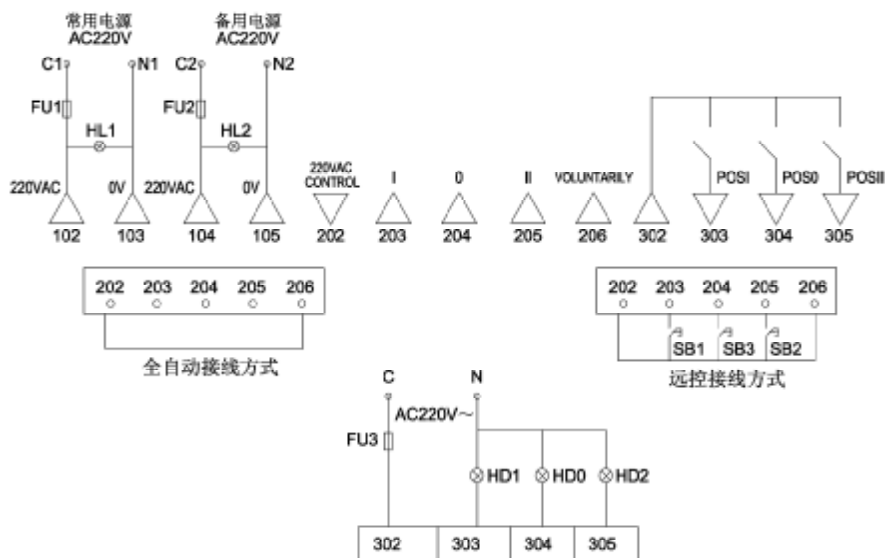 常用电源
AC220V
备用电源
AC220V
C1 N1 C2 N2
FU1 FU2
HL1 HL2
220VAC 0V 220VAC 0V
220VAC
CONTROL
I 0 II VOLUNTARILY
POSI POS0 POSII
102 103 104 105 202 203 204 205 206 302 303 304 305
202 203 204 205 206
全自动接线方式
202 203 204 205 206
SB1 SB3 SB2
远控接线方式
C N
AC220V～
FU3
HD1 HD0 HD2
302 303 304 305